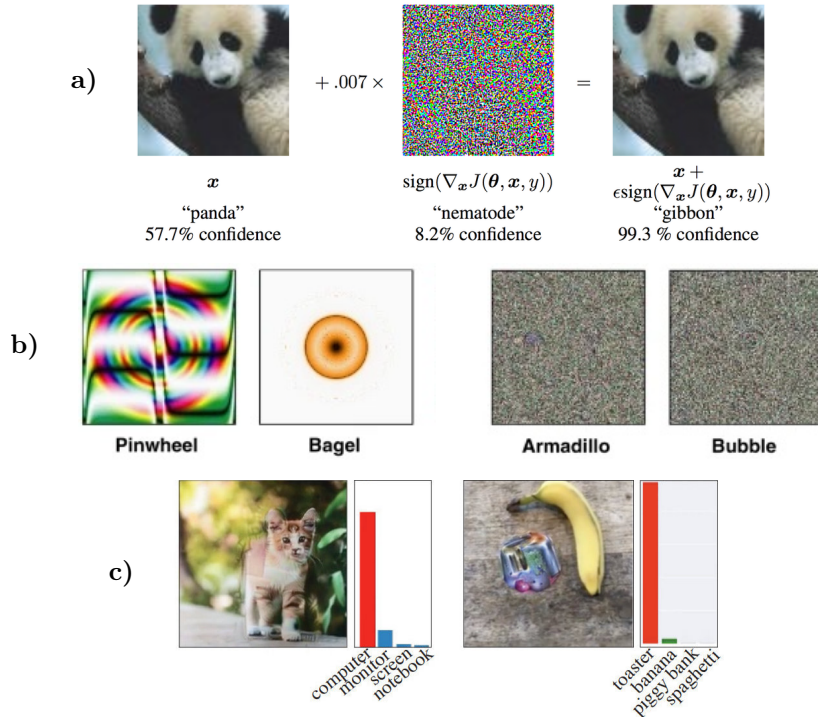 a)
+ .007 ×
=
x
sign(∇ₓJ(θ, x, y))
x +
ϵsign(∇ₓJ(θ, x, y))
“panda”
“nematode”
“gibbon”
57.7% confidence
8.2% confidence
99.3 % confidence
b)
Pinwheel
Bagel
Armadillo
Bubble
c)
computer
monitor
screen
notebook
toaster
banana
piggy bank
spaghetti